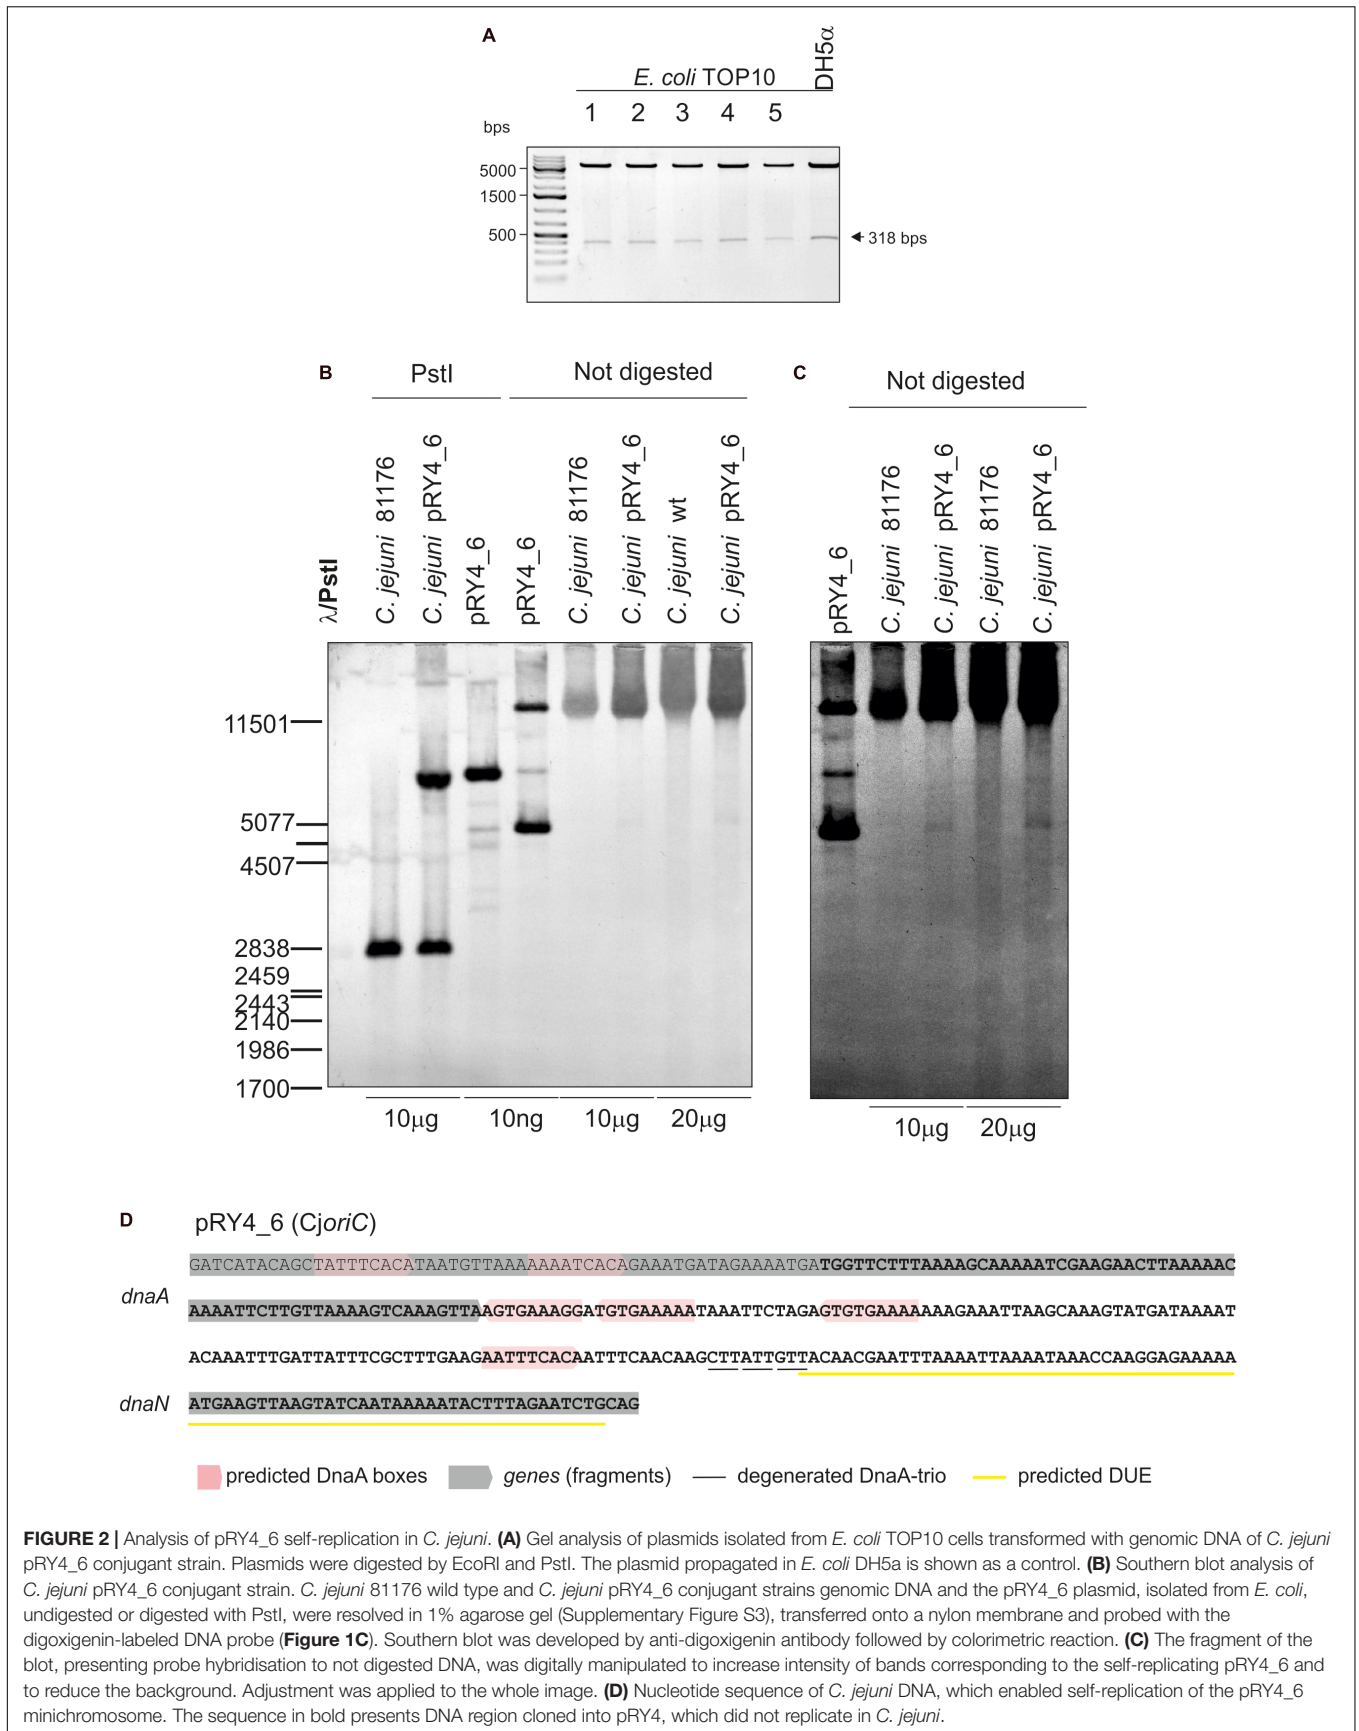 A
E. coli TOP10
DH5α
1 2 3 4 5
bps
5000
1500
500
318 bps
B
PstI
Not digested
λ/PstI
C. jejuni 81176
C. jejuni pRY4_6
pRY4_6
pRY4_6
C. jejuni 81176
C. jejuni pRY4_6
C. jejuni wt
C. jejuni pRY4_6
11501
5077
4507
2838
2459
2443
2140
1986
1700
10µg 10ng 10µg 20µg
C
Not digested
pRY4_6
C. jejuni 81176
C. jejuni pRY4_6
C. jejuni 81176
C. jejuni pRY4_6
10µg 20µg
D
pRY4_6 (CjoriC)
GATCATACAGCTATTTCACATAATGTTAAAAAAATCACAGAAATGATAGAAAATGATGGTTCTTTAAAAGCAAAAATCGAAGAACTTAAAAAC
dnaA
AAAATTCTTGTTAAAAGTCAAAGTTAAGTGAAAGGATGTGAAAAATAAATTCTAGAGTGTGAAAAAAAGAAATTAAGCAAAGTATGATAAAAT
ACAAATTTGATTATTTCGCTTTGAAGAATTTCACAATTTCAACAAGCTTATTGTTACAACGAATTTAAAATTAAAATAAACCAAGGAGAAAAA
dnaN
ATGAAGTTAAGTATCAATAAAAATACTTTAGAATCTGCAG
predicted DnaA boxes
genes (fragments)
degenerated DnaA-trio
predicted DUE
FIGURE 2 | Analysis of pRY4_6 self-replication in C. jejuni. (A) Gel analysis of plasmids isolated from E. coli TOP10 cells transformed with genomic DNA of C. jejuni
pRY4_6 conjugant strain. Plasmids were digested by EcoRI and PstI. The plasmid propagated in E. coli DH5a is shown as a control. (B) Southern blot analysis of
C. jejuni pRY4_6 conjugant strain. C. jejuni 81176 wild type and C. jejuni pRY4_6 conjugant strains genomic DNA and the pRY4_6 plasmid, isolated from E. coli,
undigested or digested with PstI, were resolved in 1% agarose gel (Supplementary Figure S3), transferred onto a nylon membrane and probed with the
digoxigenin-labeled DNA probe (Figure 1C). Southern blot was developed by anti-digoxigenin antibody followed by colorimetric reaction. (C) The fragment of the
blot, presenting probe hybridisation to not digested DNA, was digitally manipulated to increase intensity of bands corresponding to the self-replicating pRY4_6 and
to reduce the background. Adjustment was applied to the whole image. (D) Nucleotide sequence of C. jejuni DNA, which enabled self-replication of the pRY4_6
minichromosome. The sequence in bold presents DNA region cloned into pRY4, which did not replicate in C. jejuni.